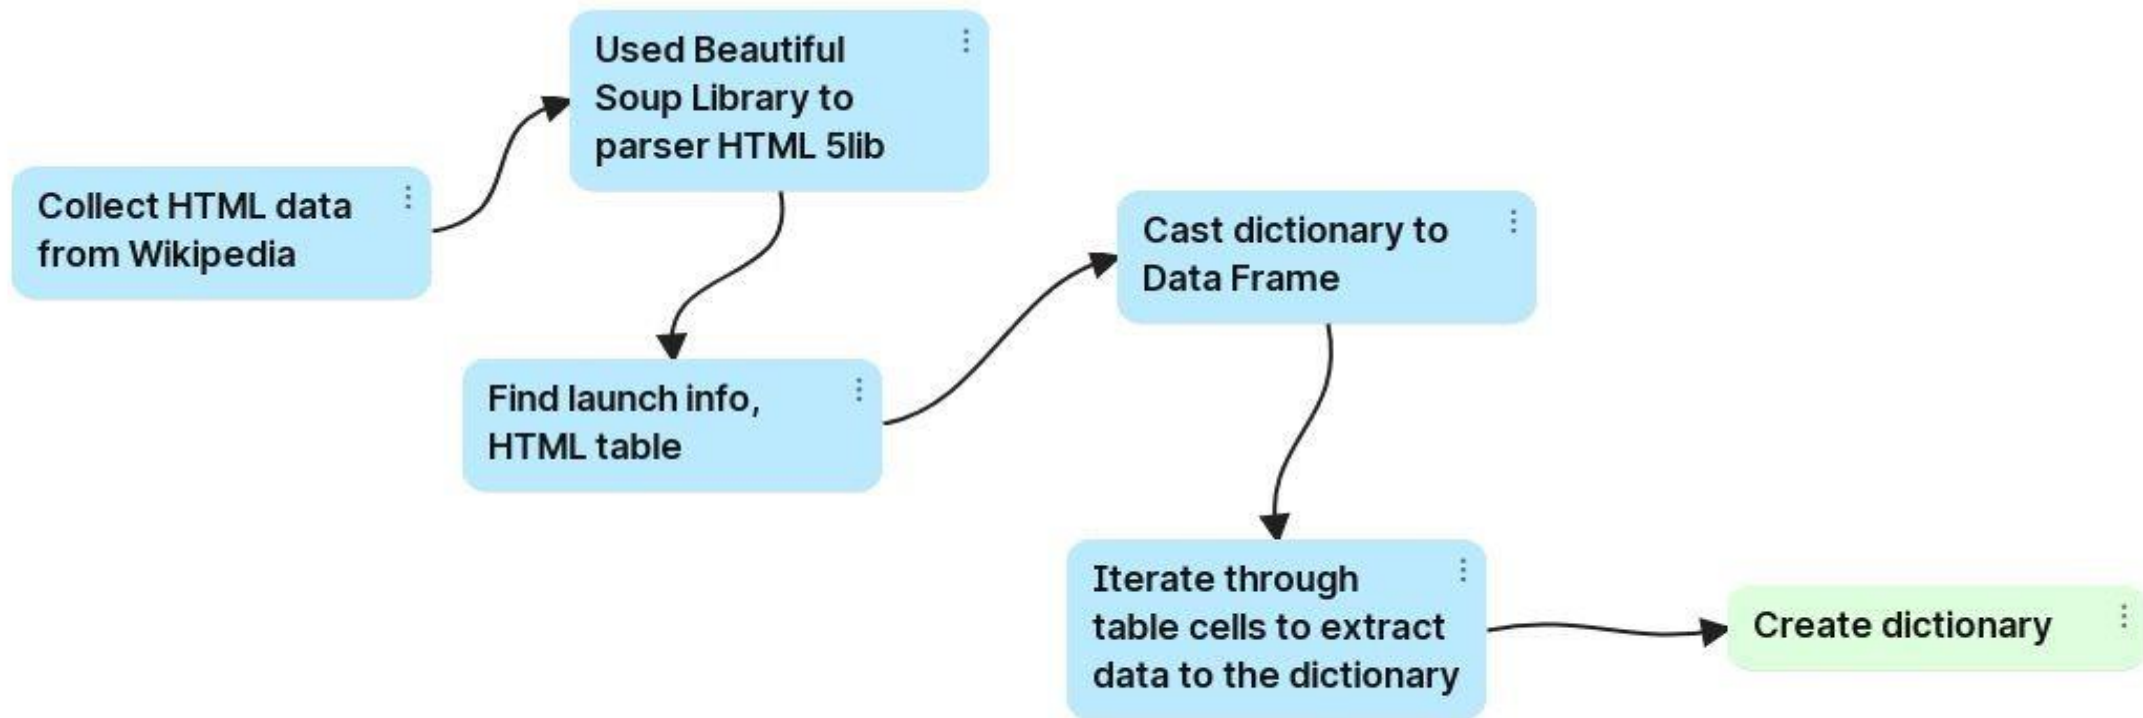 Used Beautiful
Soup Library to
parser HTML 5lib
Collect HTML data
from Wikipedia
Cast dictionary to
Data Frame
Find launch info,
HTML table
Iterate through
table cells to extract
data to the dictionary
Create dictionary